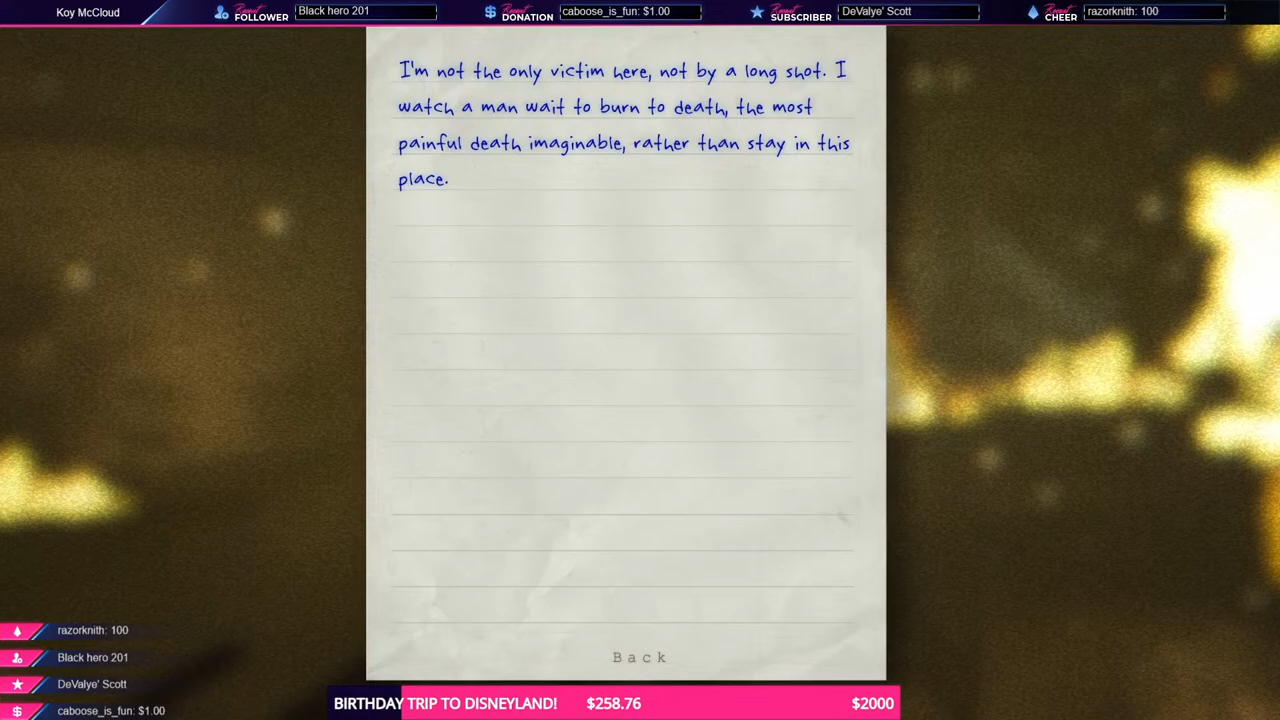 Koy McCloud
Recent FOLLOWER
Black hero 201
Recent DONATION
caboose_is_fun: $1.00
Recent SUBSCRIBER
DeValye' Scott
Recent CHEER
razorknith: 100
I'm not the only victim here, not by a long shot. I
watch a man wait to burn to death, the most
painful death imaginable, rather than stay in this
place.
Back
razorknith: 100
Black hero 201
DeValye' Scott
caboose_is_fun: $1.00
BIRTHDAY TRIP TO DISNEYLAND! $258.76 $2000